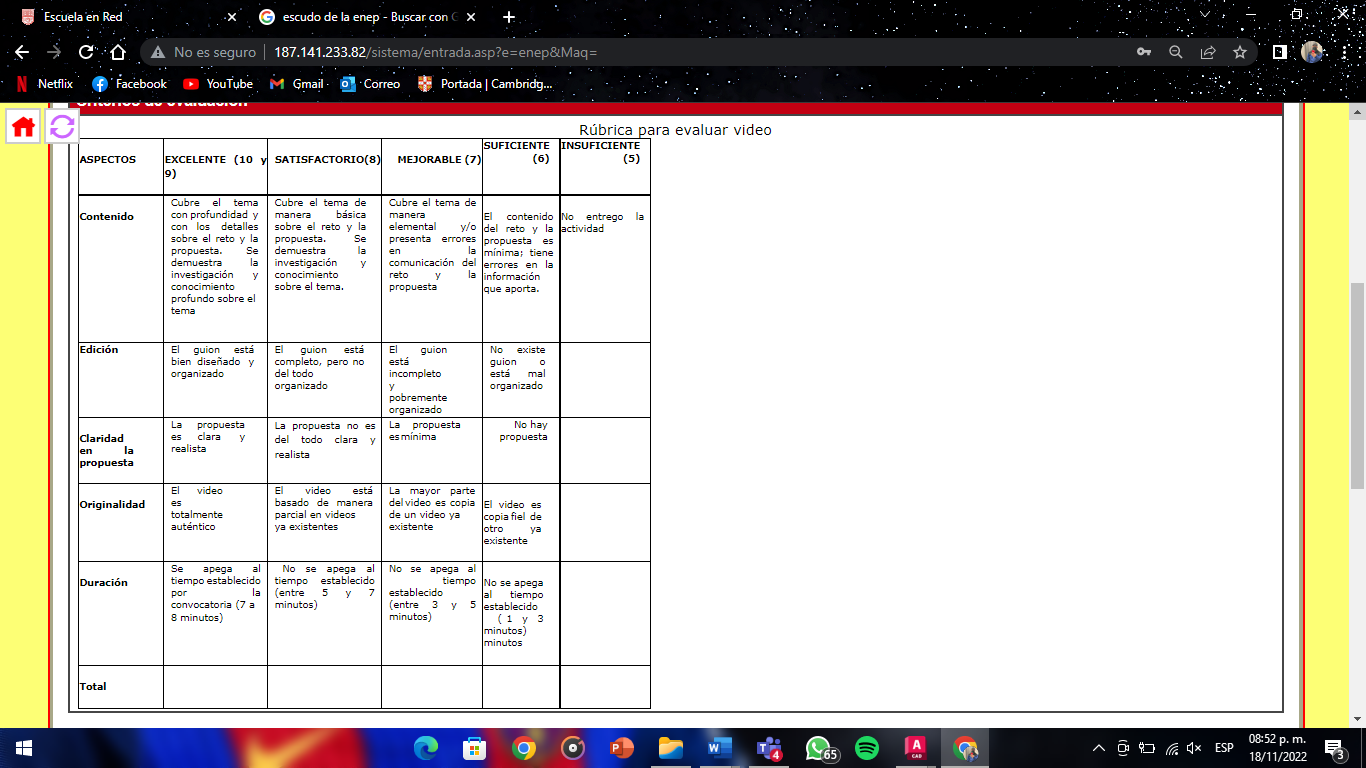 Escuela en Red
escudo de la enep - Buscar con G
No es seguro
187.141.233.82/sistema/entrada.asp?e=enep&Maq=
Netflix
Facebook
YouTube
Gmail
Correo
Portada | Cambridg...
Criterios de evaluación
Rúbrica para evaluar video
ASPECTOS
EXCELENTE (10 y
9)
SATISFACTORIO(8)
MEJORABLE (7)
SUFICIENTE
(6)
INSUFICIENTE
(5)
Contenido
Cubre el tema
con profundidad y
con los detalles
sobre el reto y la
propuesta. Se
demuestra la
investigación y
conocimiento
profundo sobre el
tema
Cubre el tema de
manera básica
sobre el reto y la
propuesta. Se
demuestra la
investigación y
conocimiento
sobre el tema.
Cubre el tema de
manera
elemental y/o
presenta errores
en la
comunicación del
reto y la
propuesta
El contenido
del reto y la
propuesta es
mínima; tiene
errores en la
información
que aporta.
No entrego la
actividad
Edición
El guion está
bien diseñado y
organizado
El guion está
completo, pero no
del todo
organizado
El guion
está
incompleto
y
pobremente
organizado
No existe
guion o
está mal
organizado
Claridad
en la
propuesta
La propuesta
es clara y
realista
La propuesta no es
del todo clara y
realista
La propuesta
es mínima
No hay
propuesta
Originalidad
El video
es
totalmente
auténtico
El video está
basado de manera
parcial en videos
ya existentes
La mayor parte
del video es copia
de un video ya
existente
El video es
copia fiel de
otro ya
existente
Duración
Se apega al
tiempo establecido
por la
convocatoria (7 a
8 minutos)
No se apega al
tiempo establecido
(entre 5 y 7
minutos)
No se apega al
tiempo
establecido
(entre 3 y 5
minutos)
No se apega
al tiempo
establecido
( 1 y 3
minutos)
minutos
Total
4
65
A
CAD
ESP
08:52 p. m.
18/11/2022
3